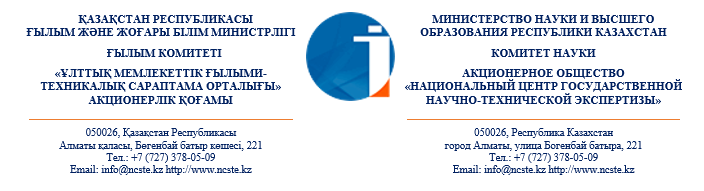 ҚАЗАҚСТАН РЕСПУБЛИКАСЫ
ҒЫЛЫМ ЖӘНЕ ЖОҒАРЫ БІЛІМ МИНИСТРЛІГІ
ҒЫЛЫМ КОМИТЕТІ
«ҰЛТТЫҚ МЕМЛЕКЕТТІК ҒЫЛЫМИ-
ТЕХНИКАЛЫҚ САРАПТАМА ОРТАЛЫҒЫ»
АКЦИОНЕРЛІК ҚОҒАМЫ
050026, Қазақстан Республикасы
Алматы қаласы, Бөгенбай батыр көшесі, 221
Тел.: +7 (727) 378-05-09
Email: info@ncste.kz http://www.ncste.kz
МИНИСТЕРСТВО НАУКИ И ВЫСШЕГО
ОБРАЗОВАНИЯ РЕСПУБЛИКИ КАЗАХСТАН
КОМИТЕТ НАУКИ
АКЦИОНЕРНОЕ ОБЩЕСТВО
«НАЦИОНАЛЬНЫЙ ЦЕНТР ГОСУДАРСТВЕННОЙ
НАУЧНО-ТЕХНИЧЕСКОЙ ЭКСПЕРТИЗЫ»
050026, Республика Казахстан
город Алматы, улица Богенбай батыра, 221
Тел.: +7 (727) 378-05-09
Email: info@ncste.kz http://www.ncste.kz